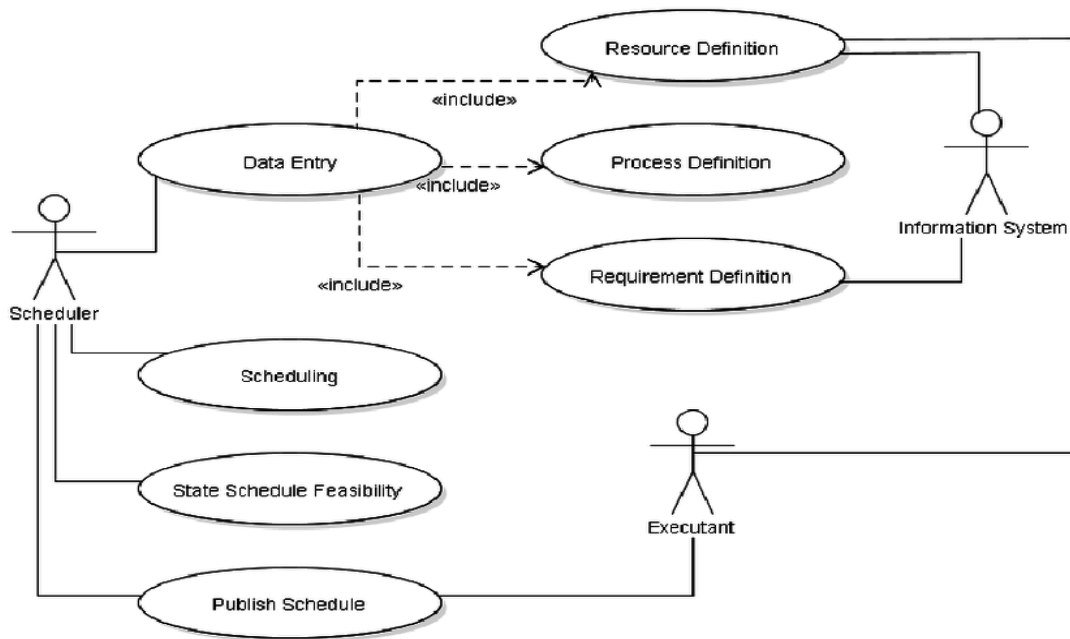 Resource Definition
«include»
Data Entry
Process Definition
«include»
Information System
Requirement Definition
«include»
Scheduler
Scheduling
State Schedule Feasibility
Executant
Publish Schedule